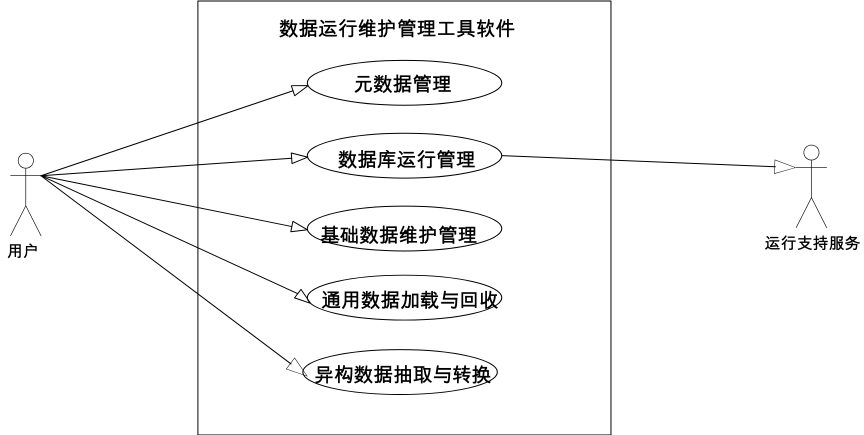 数据运行维护管理工具软件
元数据管理
数据库运行管理
基础数据维护管理
通用数据加载与回收
异构数据抽取与转换
用户
运行支持服务